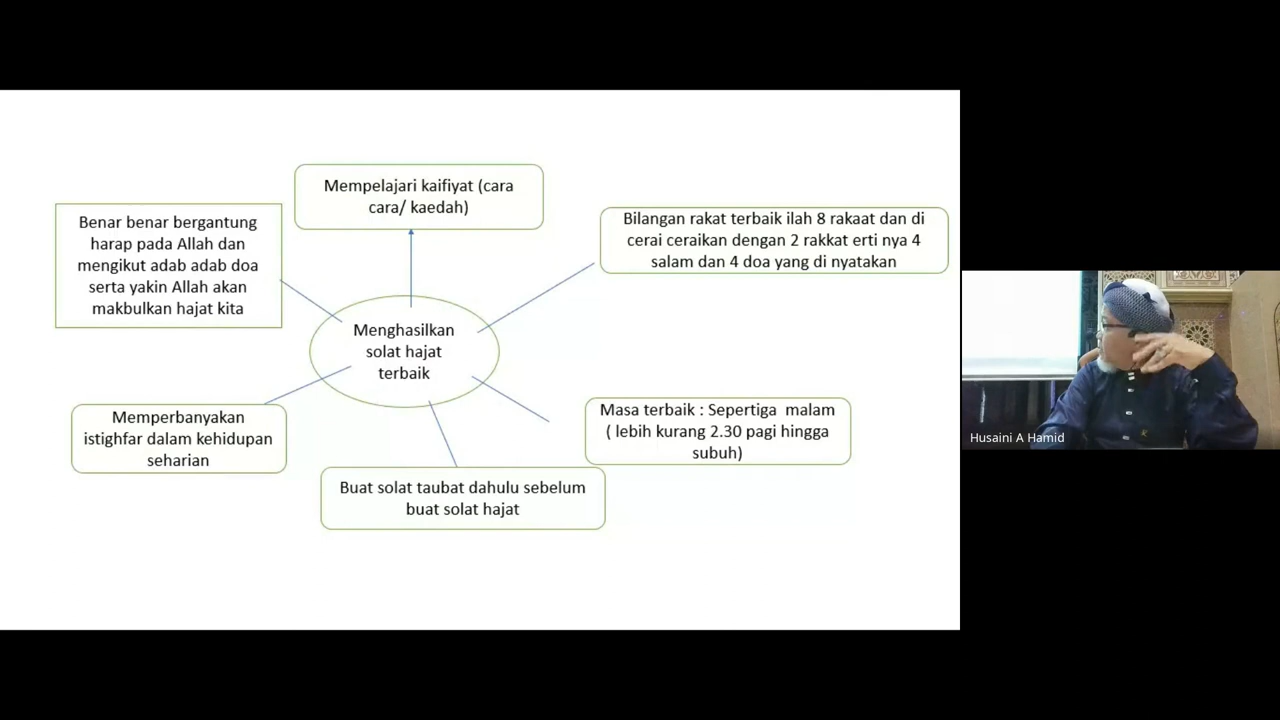 Mempelajari kaifiyat (cara
cara/ kaedah)
Benar benar bergantung
harap pada Allah dan
mengikut adab adab doa
serta yakin Allah akan
makbulkan hajat kita
Bilangan rakat terbaik ilah 8 rakaat dan di
cerai ceraikan dengan 2 rakkat erti nya 4
salam dan 4 doa yang di nyatakan
Menghasilkan
solat hajat
terbaik
Memperbanyakan
istighfar dalam kehidupan
seharian
Masa terbaik : Sepertiga malam
( lebih kurang 2.30 pagi hingga
subuh)
Buat solat taubat dahulu sebelum
buat solat hajat
Husaini A Hamid